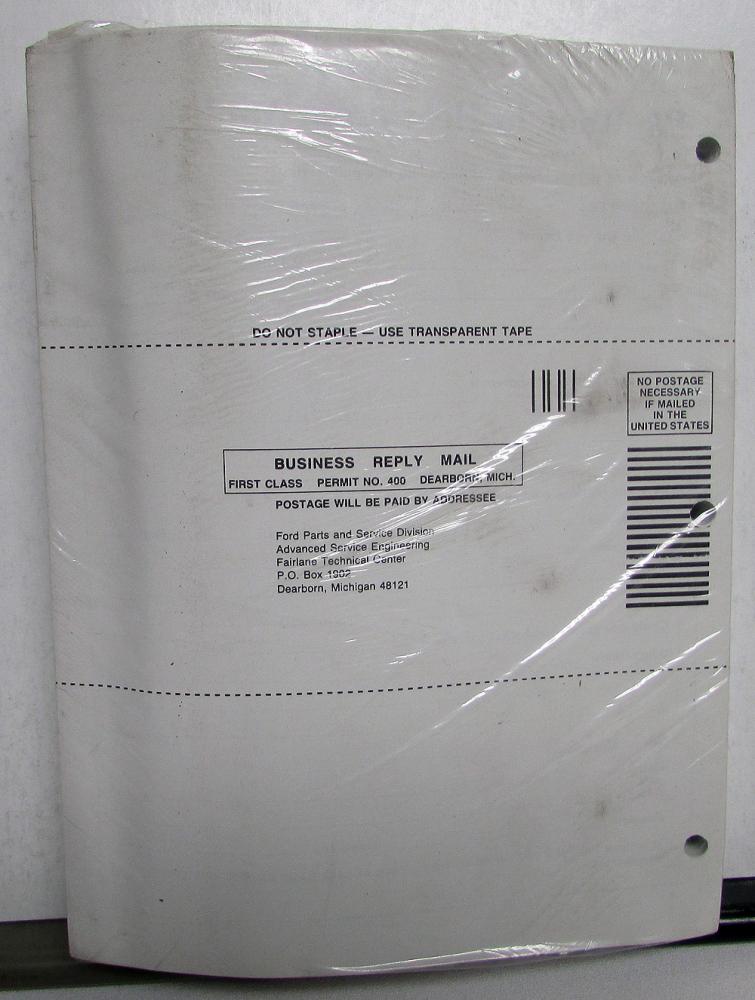 DO NOT STAPLE — USE TRANSPARENT TAPE
NO POSTAGE
NECESSARY
IF MAILED
IN THE
UNITED STATES
BUSINESS REPLY MAIL
FIRST CLASS PERMIT NO. 400 DEARBORN, MICH.
POSTAGE WILL BE PAID BY ADDRESSEE
Ford Parts and Service Division
Advanced Service Engineering
Fairlane Technical Center
P.O. Box 1902
Dearborn, Michigan 48121